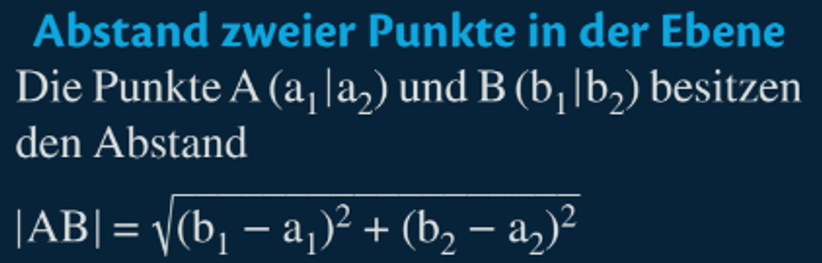 Abstand zweier Punkte in der Ebene
Die Punkte A (a₁|a₂) und B (b₁|b₂) besitzen
den Abstand
|AB| = √(b₁ − a₁)² + (b₂ − a₂)²